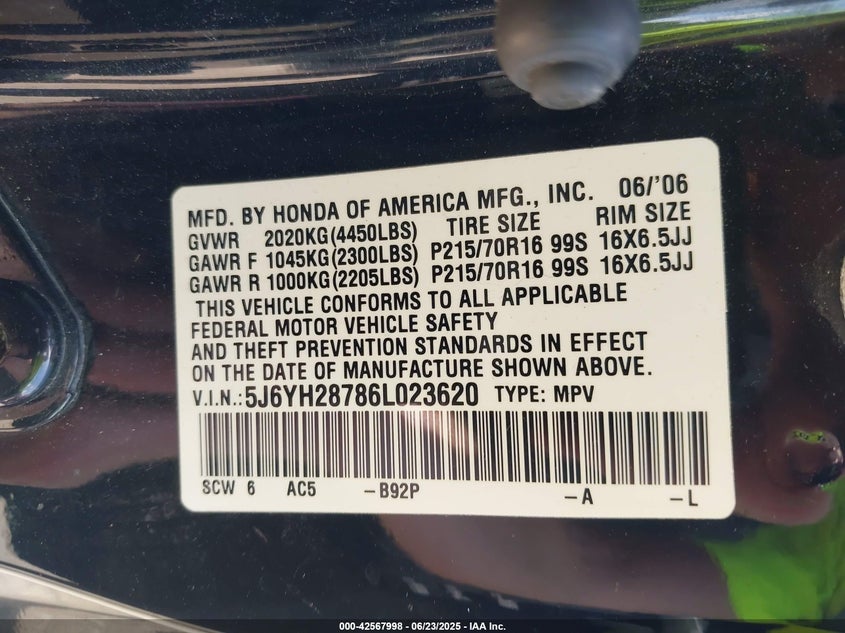 MFD. BY HONDA OF AMERICA MFG., INC. 06/'06
GVWR 2020KG(4450LBS) TIRE SIZE RIM SIZE
GAWR F 1045KG(2300LBS) P215/70R16 99S 16X6.5JJ
GAWR R 1000KG(2205LBS) P215/70R16 99S 16X6.5JJ
THIS VEHICLE CONFORMS TO ALL APPLICABLE
FEDERAL MOTOR VEHICLE SAFETY
AND THEFT PREVENTION STANDARDS IN EFFECT
ON THE DATE OF MANUFACTURE SHOWN ABOVE.
V.I.N.:5J6YH28786L023620 TYPE: MPV
SCW 6 AC5 -B92P -A -L
000-42567998 - 06/23/2025 - IAA Inc.